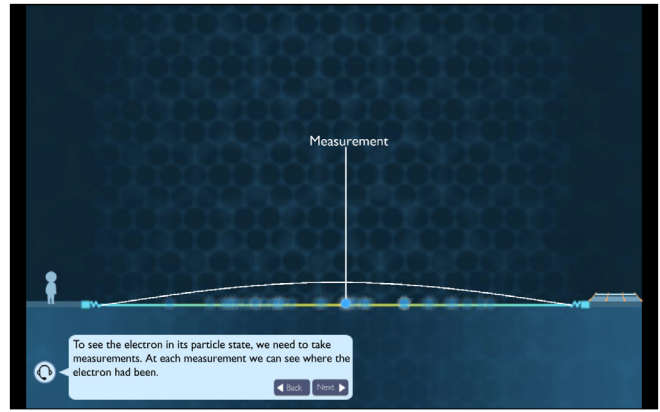 Measurement
To see the electron in its particle state, we need to take
measurements. At each measurement we can see where the
electron had been.
Back Next